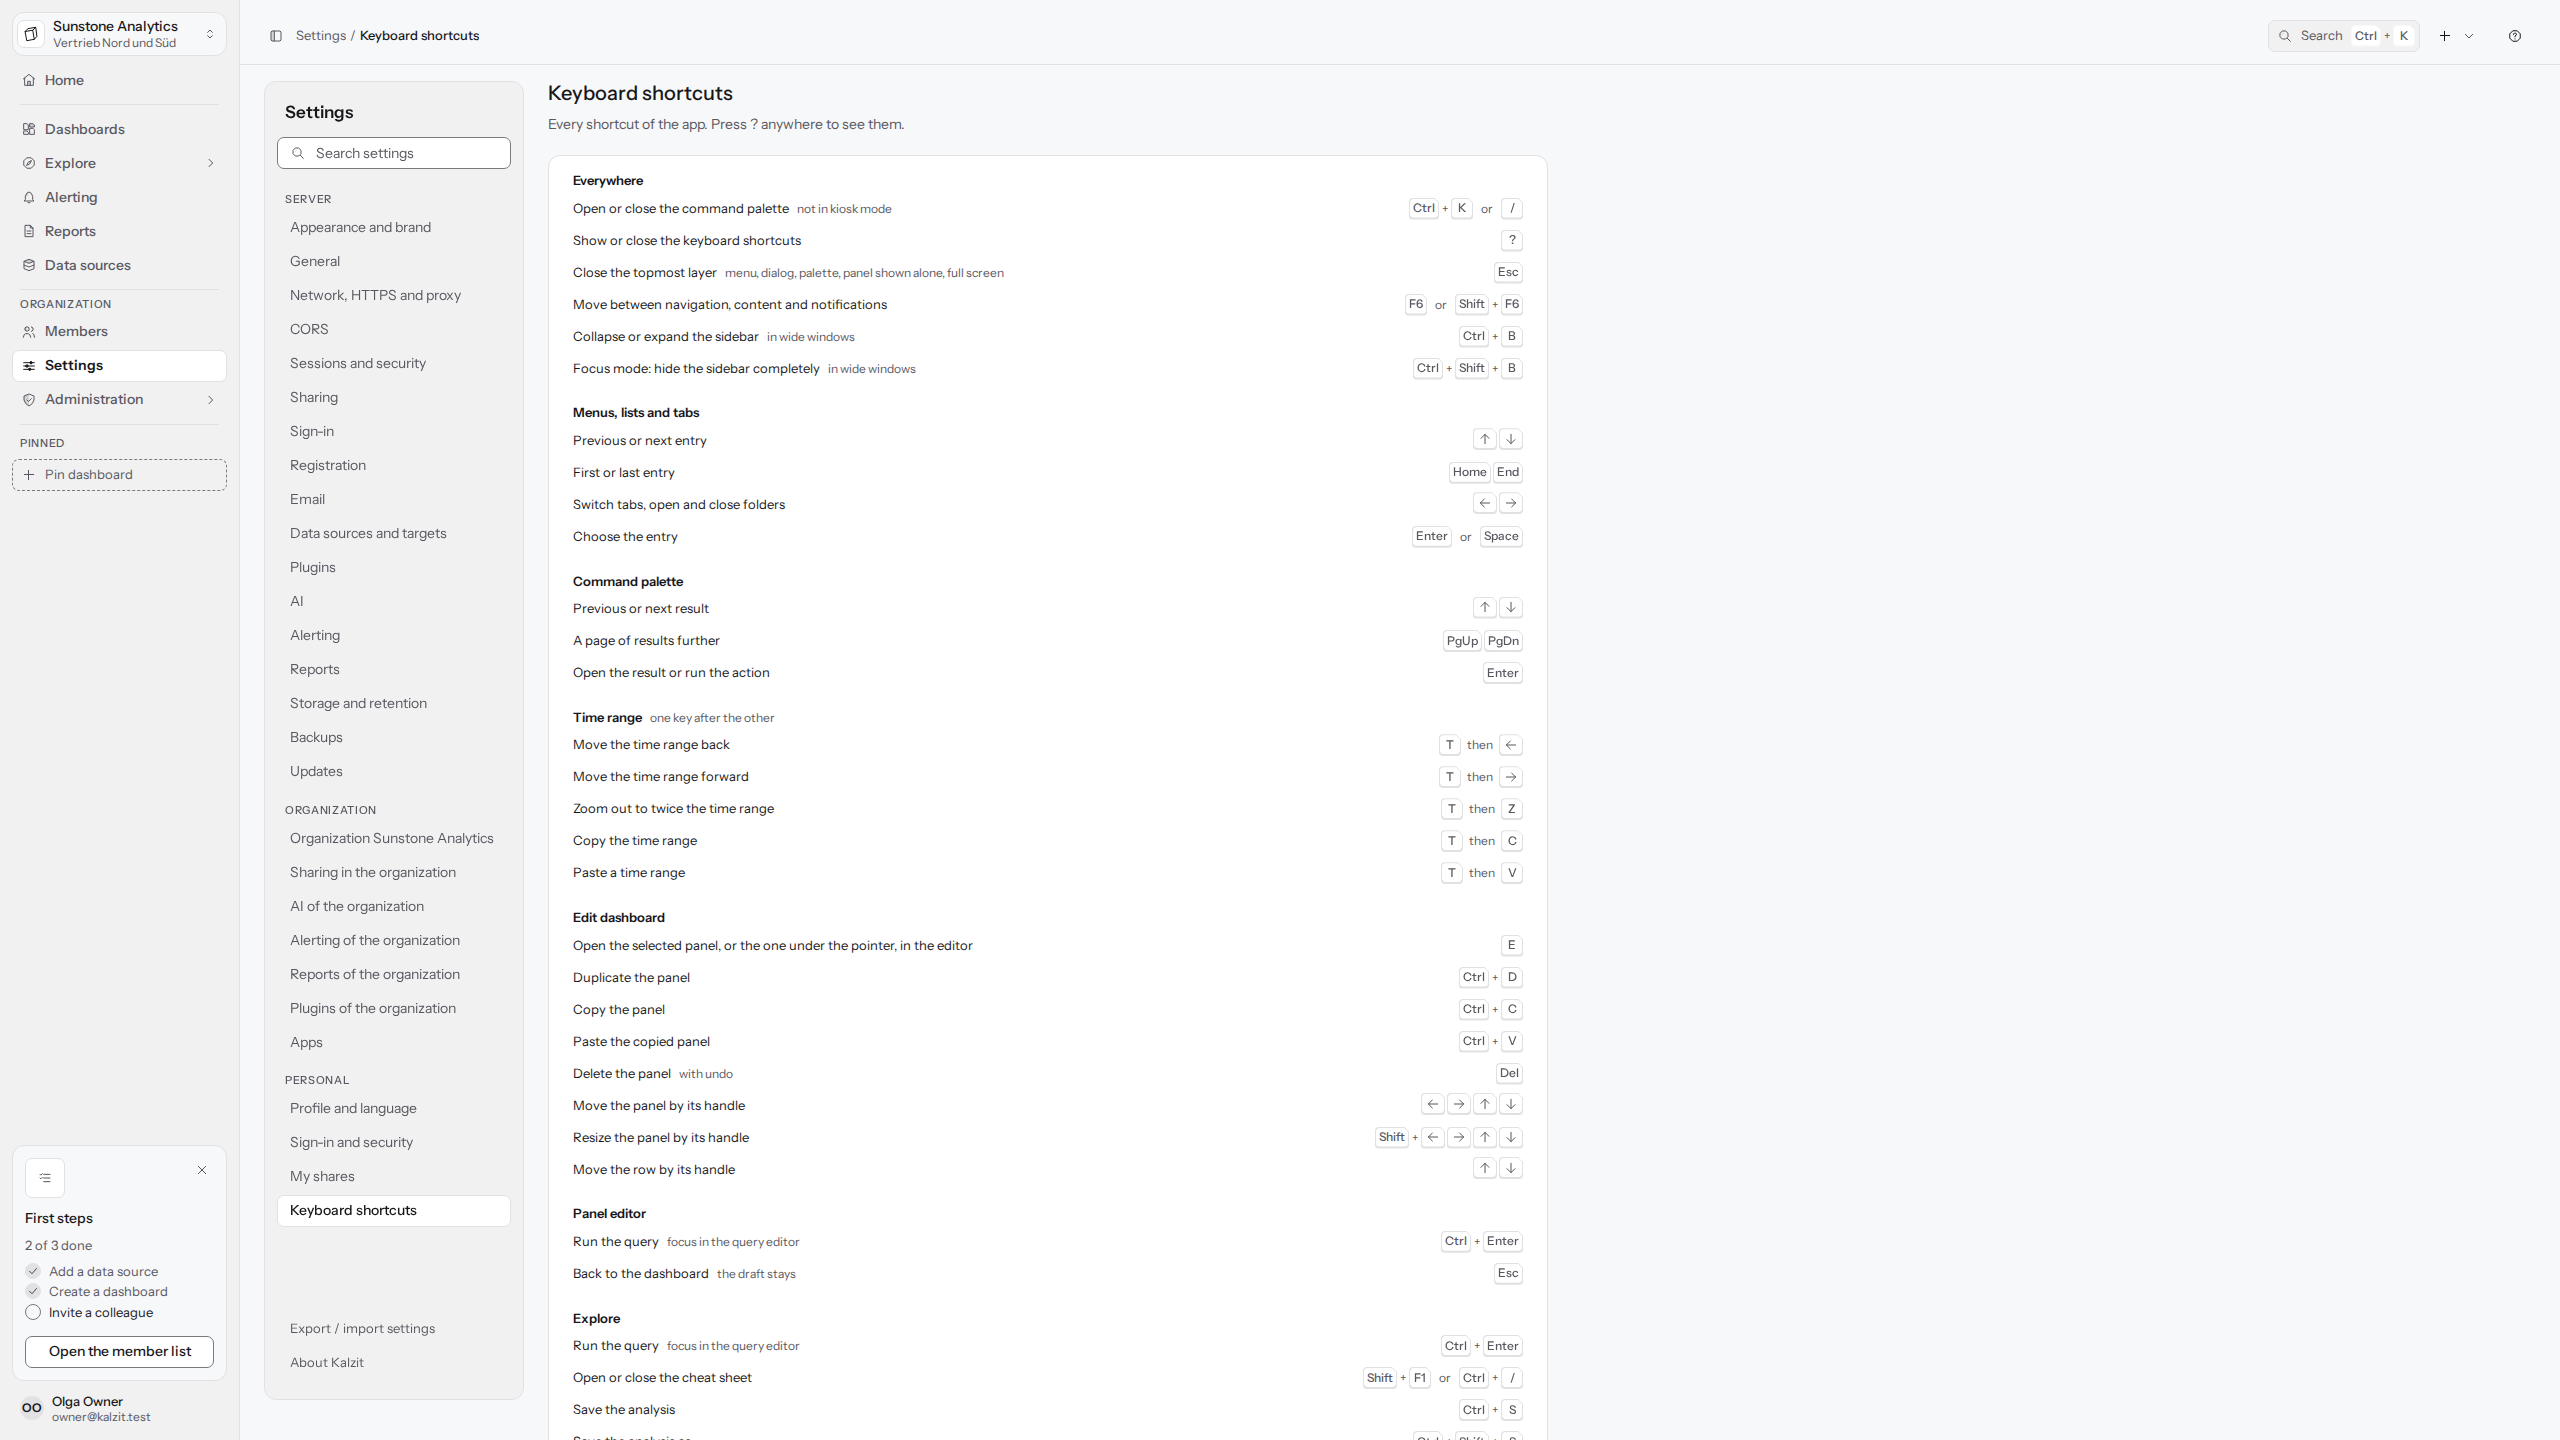 Sunstone Analytics
Vertrieb Nord und Süd
Home
Dashboards
Explore
Alerting
Reports
Data sources
ORGANIZATION
Members
Settings
Administration
PINNED
Pin dashboard
First steps
2 of 3 done
Add a data source
Create a dashboard
Invite a colleague
Open the member list
OO
Olga Owner
owner@kalzit.test
Settings / Keyboard shortcuts
Search Ctrl + K
Settings
Search settings
SERVER
Appearance and brand
General
Network, HTTPS and proxy
CORS
Sessions and security
Sharing
Sign-in
Registration
Email
Data sources and targets
Plugins
AI
Alerting
Reports
Storage and retention
Backups
Updates
ORGANIZATION
Organization Sunstone Analytics
Sharing in the organization
AI of the organization
Alerting of the organization
Reports of the organization
Plugins of the organization
Apps
PERSONAL
Profile and language
Sign-in and security
My shares
Keyboard shortcuts
Export / import settings
About Kalzit
Keyboard shortcuts
Every shortcut of the app. Press ? anywhere to see them.
Everywhere
Open or close the command palette not in kiosk mode Ctrl + K or /
Show or close the keyboard shortcuts ?
Close the topmost layer menu, dialog, palette, panel shown alone, full screen Esc
Move between navigation, content and notifications F6 or Shift + F6
Collapse or expand the sidebar in wide windows Ctrl + B
Focus mode: hide the sidebar completely in wide windows Ctrl + Shift + B
Menus, lists and tabs
Previous or next entry ↑ ↓
First or last entry Home End
Switch tabs, open and close folders ← →
Choose the entry Enter or Space
Command palette
Previous or next result ↑ ↓
A page of results further PgUp PgDn
Open the result or run the action Enter
Time range one key after the other
Move the time range back T then ←
Move the time range forward T then →
Zoom out to twice the time range T then Z
Copy the time range T then C
Paste a time range T then V
Edit dashboard
Open the selected panel, or the one under the pointer, in the editor E
Duplicate the panel Ctrl + D
Copy the panel Ctrl + C
Paste the copied panel Ctrl + V
Delete the panel with undo Del
Move the panel by its handle ← → ↑ ↓
Resize the panel by its handle Shift + ← → ↑ ↓
Move the row by its handle ↑ ↓
Panel editor
Run the query focus in the query editor Ctrl + Enter
Back to the dashboard the draft stays Esc
Explore
Run the query focus in the query editor Ctrl + Enter
Open or close the cheat sheet Shift + F1 or Ctrl + /
Save the analysis Ctrl + S